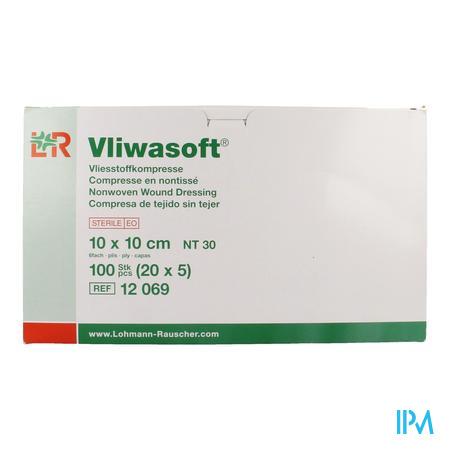 L&R Vliwasoft®
Vliesstoffkompresse
Compresse en nontissé
Nonwoven Wound Dressing
Compresa de tejido sin tejer
STERILE EO
10 x 10 cm NT 30
6fach · plis · ply · capas
100 Stk pcs (20 x 5)
REF 12 069
www.Lohmann-Rauscher.com
IPM